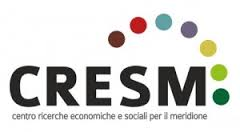 CRESM
centro ricerche economiche e sociali per il meridione